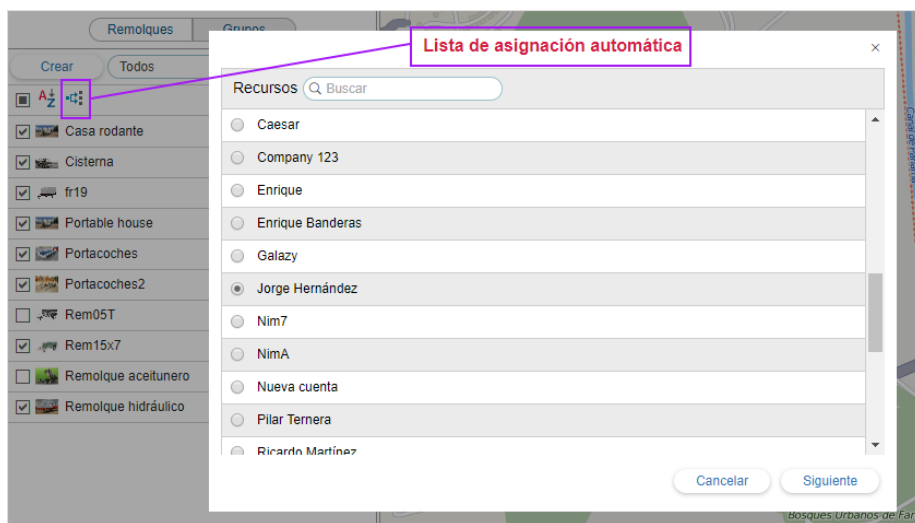 Remolques
Grupos
Lista de asignación automática
×
Crear
Todos
Recursos
Buscar
Casa rodante
Cisterna
fr19
Portable house
Portacoches
Portacoches2
Rem05T
Rem15x7
Remolque aceitunero
Remolque hidráulico
Caesar
Company 123
Enrique
Enrique Banderas
Galazy
Jorge Hernández
Nim7
NimA
Nueva cuenta
Pilar Ternera
Ricardo Martínez
Cancelar
Siguiente
Bosques Urbanos de Far